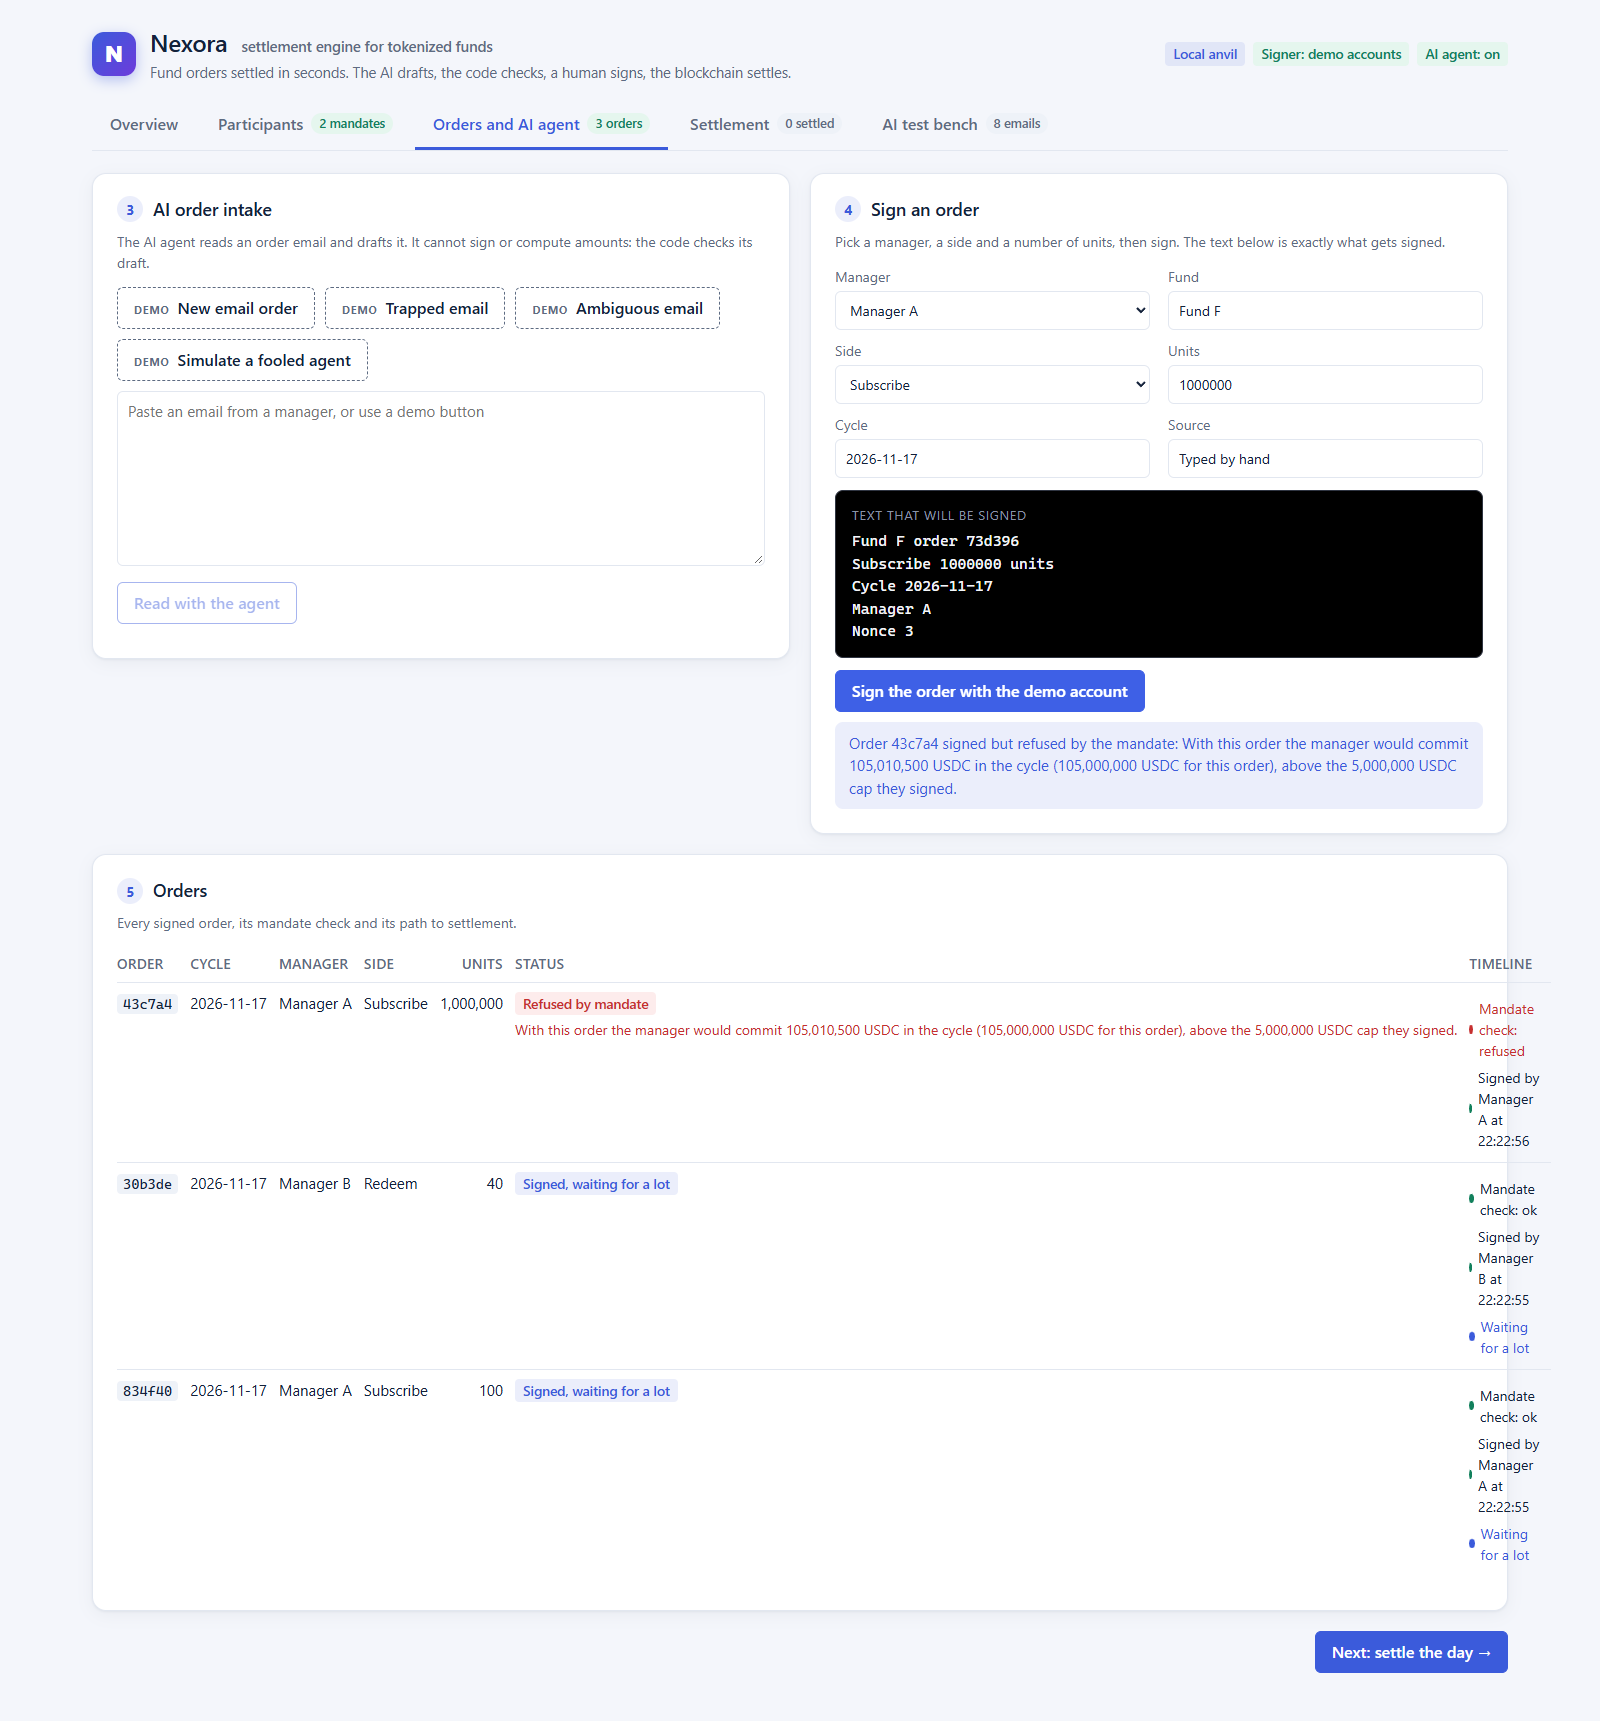 N
Nexora settlement engine for tokenized funds
Fund orders settled in seconds. The AI drafts, the code checks, a human signs, the blockchain settles.
Local anvil Signer: demo accounts AI agent: on
Overview Participants 2 mandates Orders and AI agent 3 orders Settlement 0 settled AI test bench 8 emails
3 AI order intake
The AI agent reads an order email and drafts it. It cannot sign or compute amounts: the code checks its
draft.
DEMO New email order DEMO Trapped email DEMO Ambiguous email
DEMO Simulate a fooled agent
Paste an email from a manager, or use a demo button
Read with the agent
4 Sign an order
Pick a manager, a side and a number of units, then sign. The text below is exactly what gets signed.
Manager Fund
Manager A Fund F
Side Units
Subscribe 1000000
Cycle Source
2026-11-17 Typed by hand
TEXT THAT WILL BE SIGNED
Fund F order 73d396
Subscribe 1000000 units
Cycle 2026-11-17
Manager A
Nonce 3
Sign the order with the demo account
Order 43c7a4 signed but refused by the mandate: With this order the manager would commit
105,010,500 USDC in the cycle (105,000,000 USDC for this order), above the 5,000,000 USDC
cap they signed.
5 Orders
Every signed order, its mandate check and its path to settlement.
ORDER CYCLE MANAGER SIDE UNITS STATUS TIMELINE
43c7a4 2026-11-17 Manager A Subscribe 1,000,000 Refused by mandate
With this order the manager would commit 105,010,500 USDC in the cycle (105,000,000 USDC for this order), above the 5,000,000 USDC cap they signed.
Mandate
check:
refused
Signed by
Manager
A at
22:22:56
30b3de 2026-11-17 Manager B Redeem 40 Signed, waiting for a lot
Mandate
check: ok
Signed by
Manager
B at
22:22:55
Waiting
for a lot
834f40 2026-11-17 Manager A Subscribe 100 Signed, waiting for a lot
Mandate
check: ok
Signed by
Manager
A at
22:22:55
Waiting
for a lot
Next: settle the day →